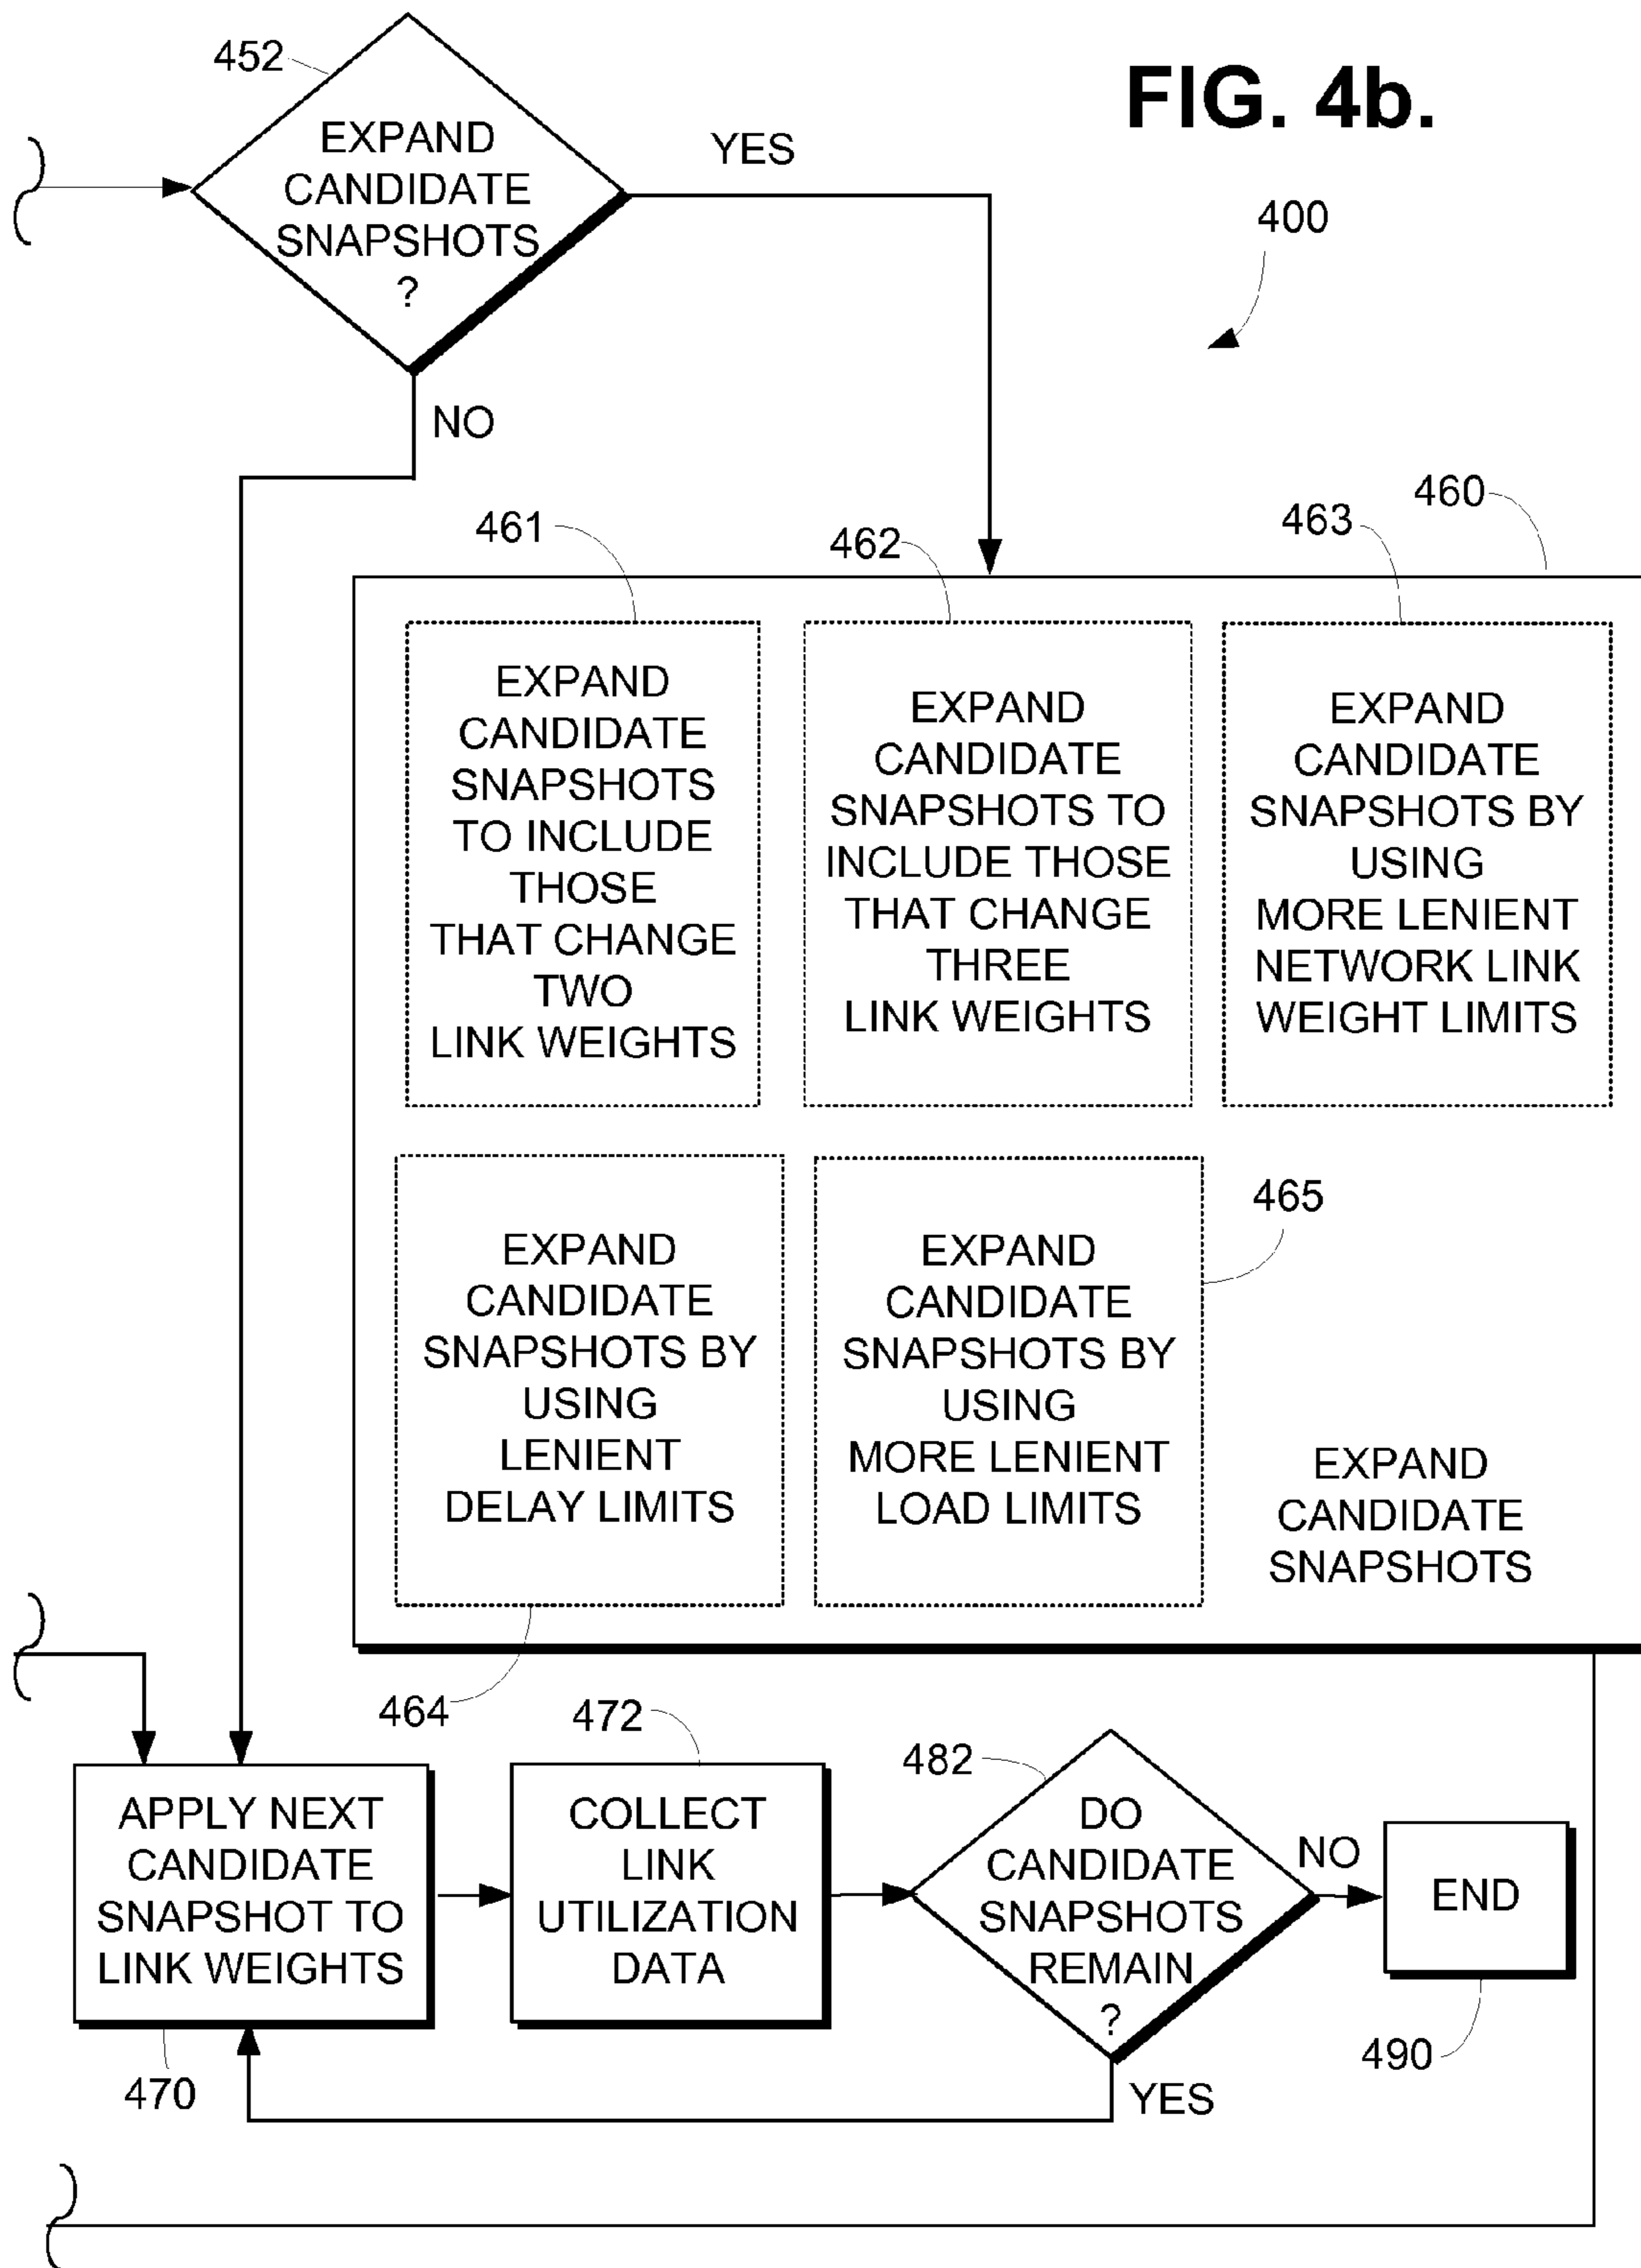 FIG. 4b.
452
EXPAND
CANDIDATE
SNAPSHOTS
?
YES
NO
400
460
461
EXPAND
CANDIDATE
SNAPSHOTS
TO INCLUDE
THOSE
THAT CHANGE
TWO
LINK WEIGHTS
462
EXPAND
CANDIDATE
SNAPSHOTS TO
INCLUDE THOSE
THAT CHANGE
THREE
LINK WEIGHTS
463
EXPAND
CANDIDATE
SNAPSHOTS BY
USING
MORE LENIENT
NETWORK LINK
WEIGHT LIMITS
EXPAND
CANDIDATE
SNAPSHOTS BY
USING
LENIENT
DELAY LIMITS
464
EXPAND
CANDIDATE
SNAPSHOTS BY
USING
MORE LENIENT
LOAD LIMITS
465
EXPAND
CANDIDATE
SNAPSHOTS
APPLY NEXT
CANDIDATE
SNAPSHOT TO
LINK WEIGHTS
470
472
COLLECT
LINK
UTILIZATION
DATA
482
DO
CANDIDATE
SNAPSHOTS
REMAIN
?
NO
YES
END
490